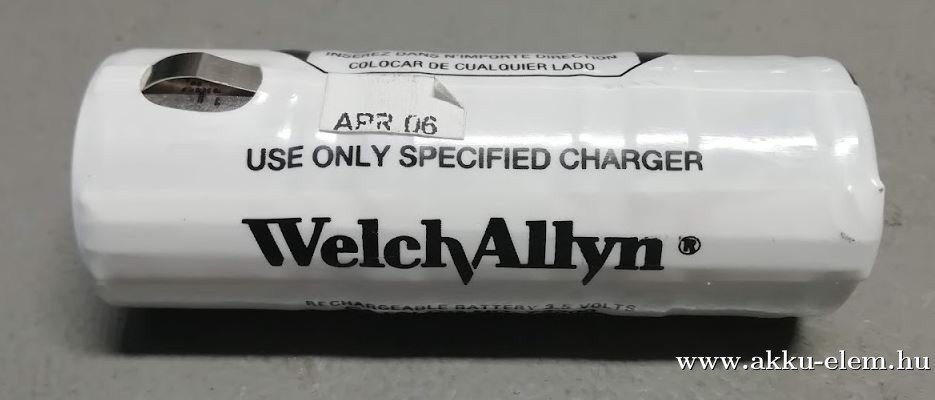 INSEREZ DANS N'IMPORTE DIRECTION
COLOCAR DE CUALQUIER LADO
APR 06
USE ONLY SPECIFIED CHARGER
WelchAllyn®
RECHARGEABLE BATTERY 3.5 VOLTS
www.akku-elem.hu